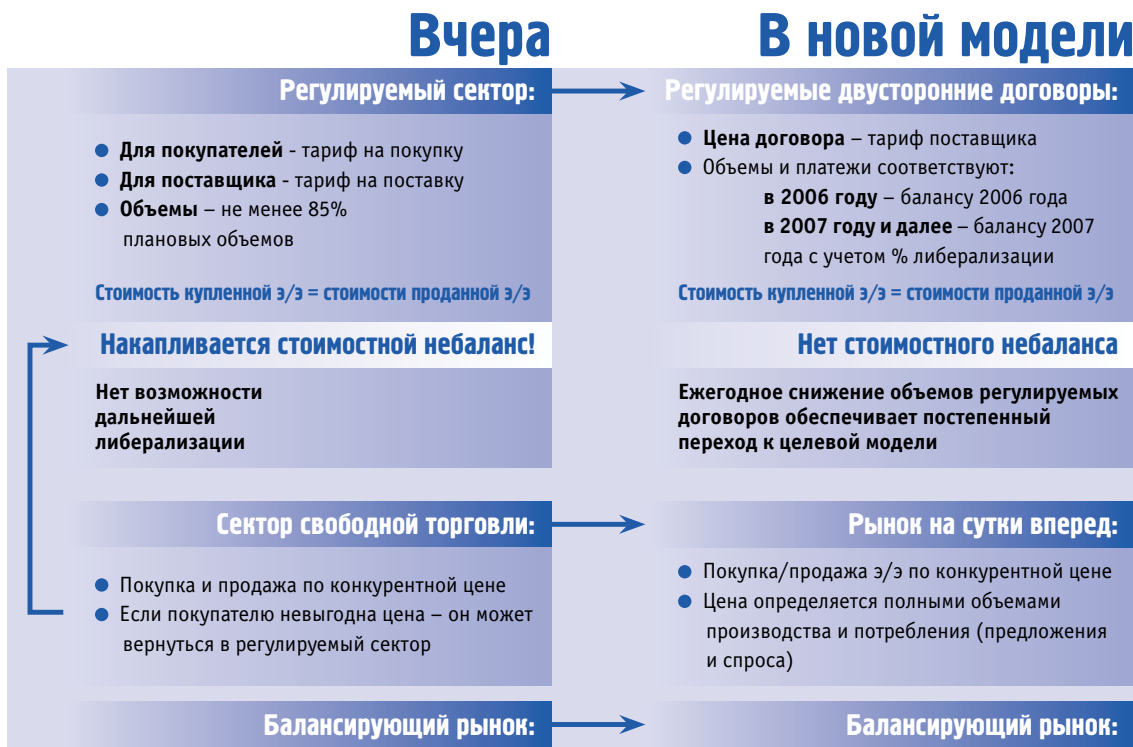 Вчера
Регулируемый сектор:
● Для покупателей - тариф на покупку
● Для поставщика - тариф на поставку
● Объемы – не менее 85%
плановых объемов
Стоимость купленной э/э = стоимости проданной э/э
Накапливается стоимостной небаланс!
Нет возможности
дальнейшей
либерализации
Сектор свободной торговли:
● Покупка и продажа по конкурентной цене
● Если покупателю невыгодна цена – он может
вернуться в регулируемый сектор
Балансирующий рынок:
В новой модели
Регулируемые двусторонние договоры:
● Цена договора – тариф поставщика
● Объемы и платежи соответствуют:
в 2006 году – балансу 2006 года
в 2007 году и далее – балансу 2007
года с учетом % либерализации
Стоимость купленной э/э = стоимости проданной э/э
Нет стоимостного небаланса
Ежегодное снижение объемов регулируемых
договоров обеспечивает постепенный
переход к целевой модели
Рынок на сутки вперед:
● Покупка/продажа э/э по конкурентной цене
● Цена определяется полными объемами
производства и потребления (предложения
и спроса)
Балансирующий рынок: